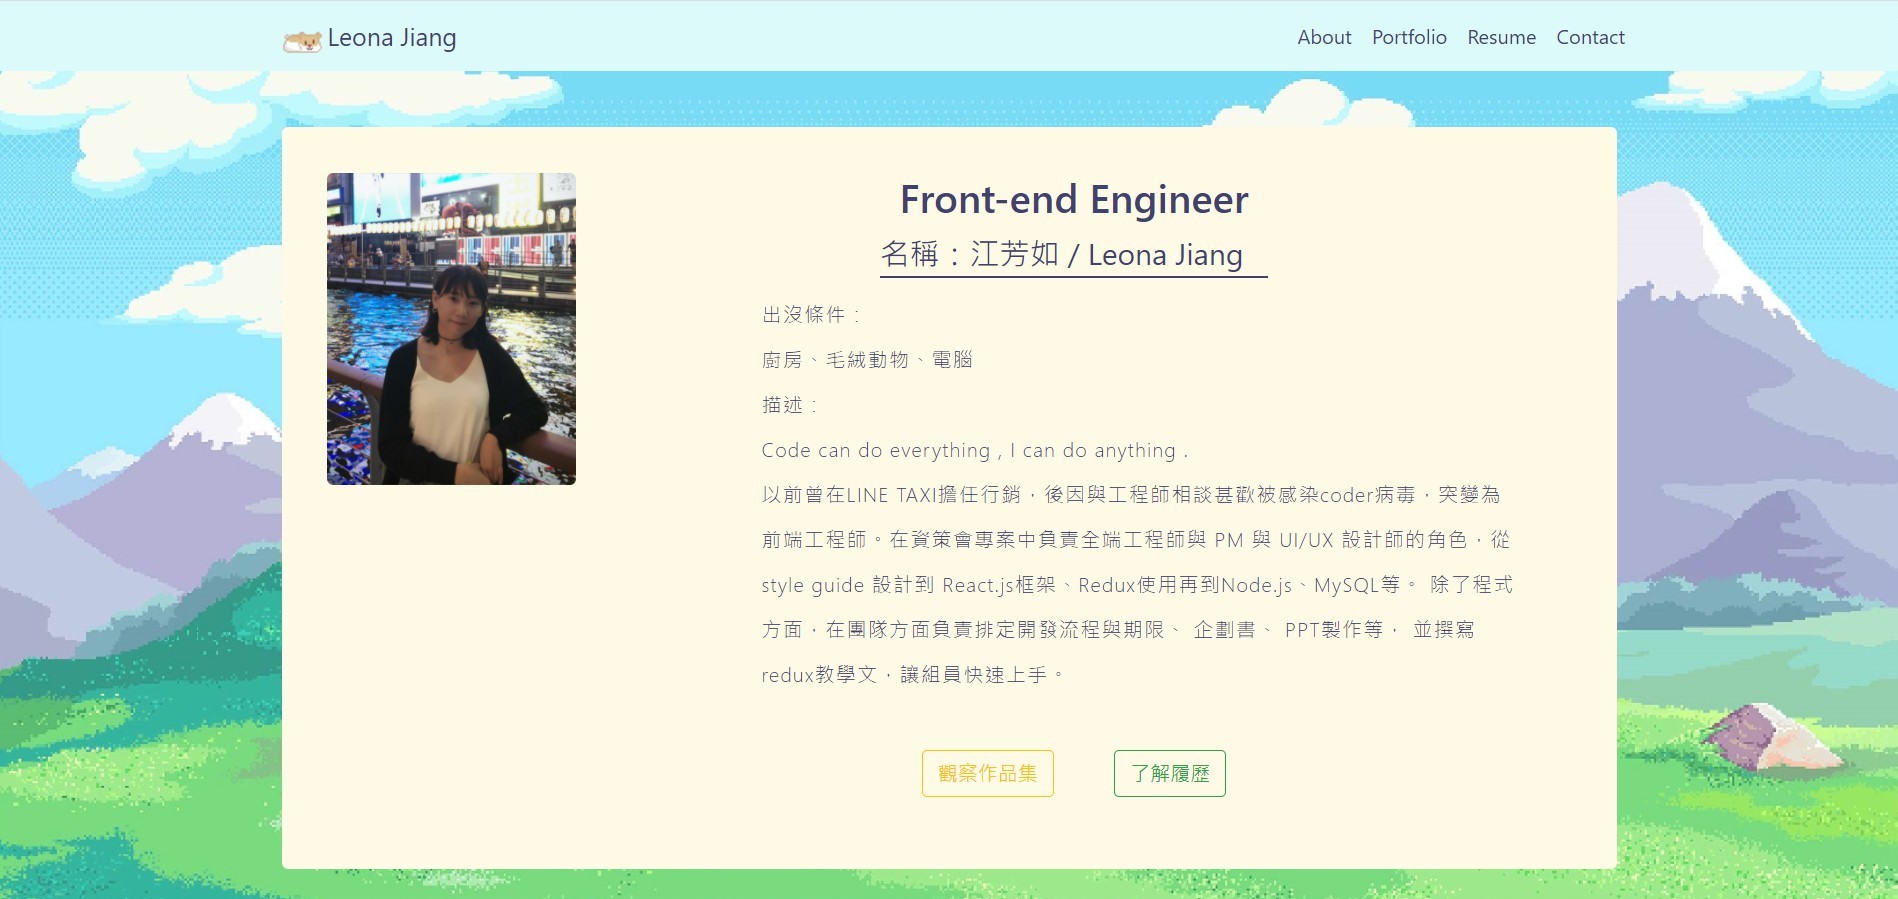 Leona Jiang
About Portfolio Resume Contact
Front-end Engineer
名稱：江芳如 / Leona Jiang
出沒條件：
廚房、毛絨動物、電腦
描述：
Code can do everything , I can do anything .
以前曾在LINE TAXI擔任行銷，後因與工程師相談甚歡被感染coder病毒，突變為
前端工程師。在資策會專案中負責全端工程師與 PM 與 UI/UX 設計師的角色，從
style guide 設計到 React.js框架、Redux使用再到Node.js、MySQL等。 除了程式
方面，在團隊方面負責排定開發流程與期限、 企劃書、 PPT製作等， 並撰寫
redux教學文，讓組員快速上手。
觀察作品集
了解履歷